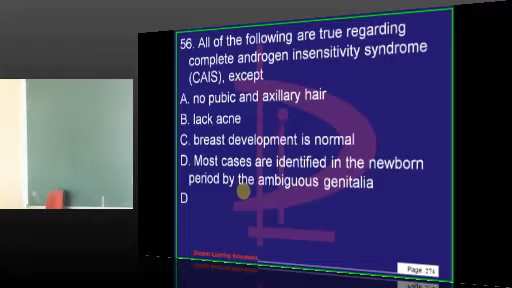 56. All of the following are true regarding
complete androgen insensitivity syndrome
(CAIS), except
A. no pubic and axillary hair
B. lack acne
C. breast development is normal
D. Most cases are identified in the newborn
period by the ambiguous genitalia
D
Page 274